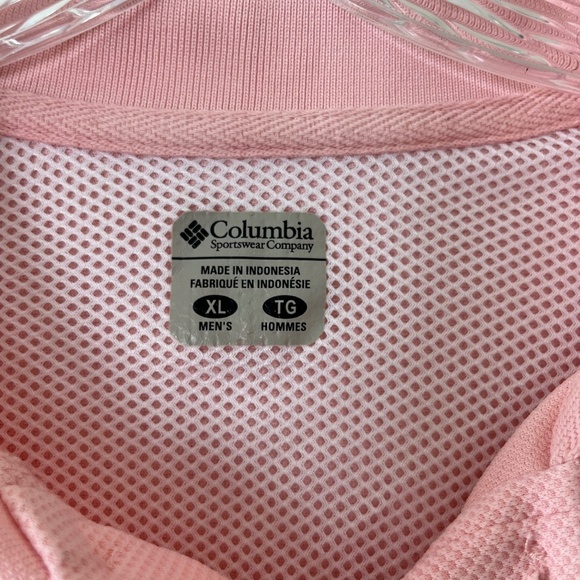 Columbia
Sportswear Company
MADE IN INDONESIA
FABRIQUÉ EN INDONÉSIE
XL TG
MEN'S HOMMES